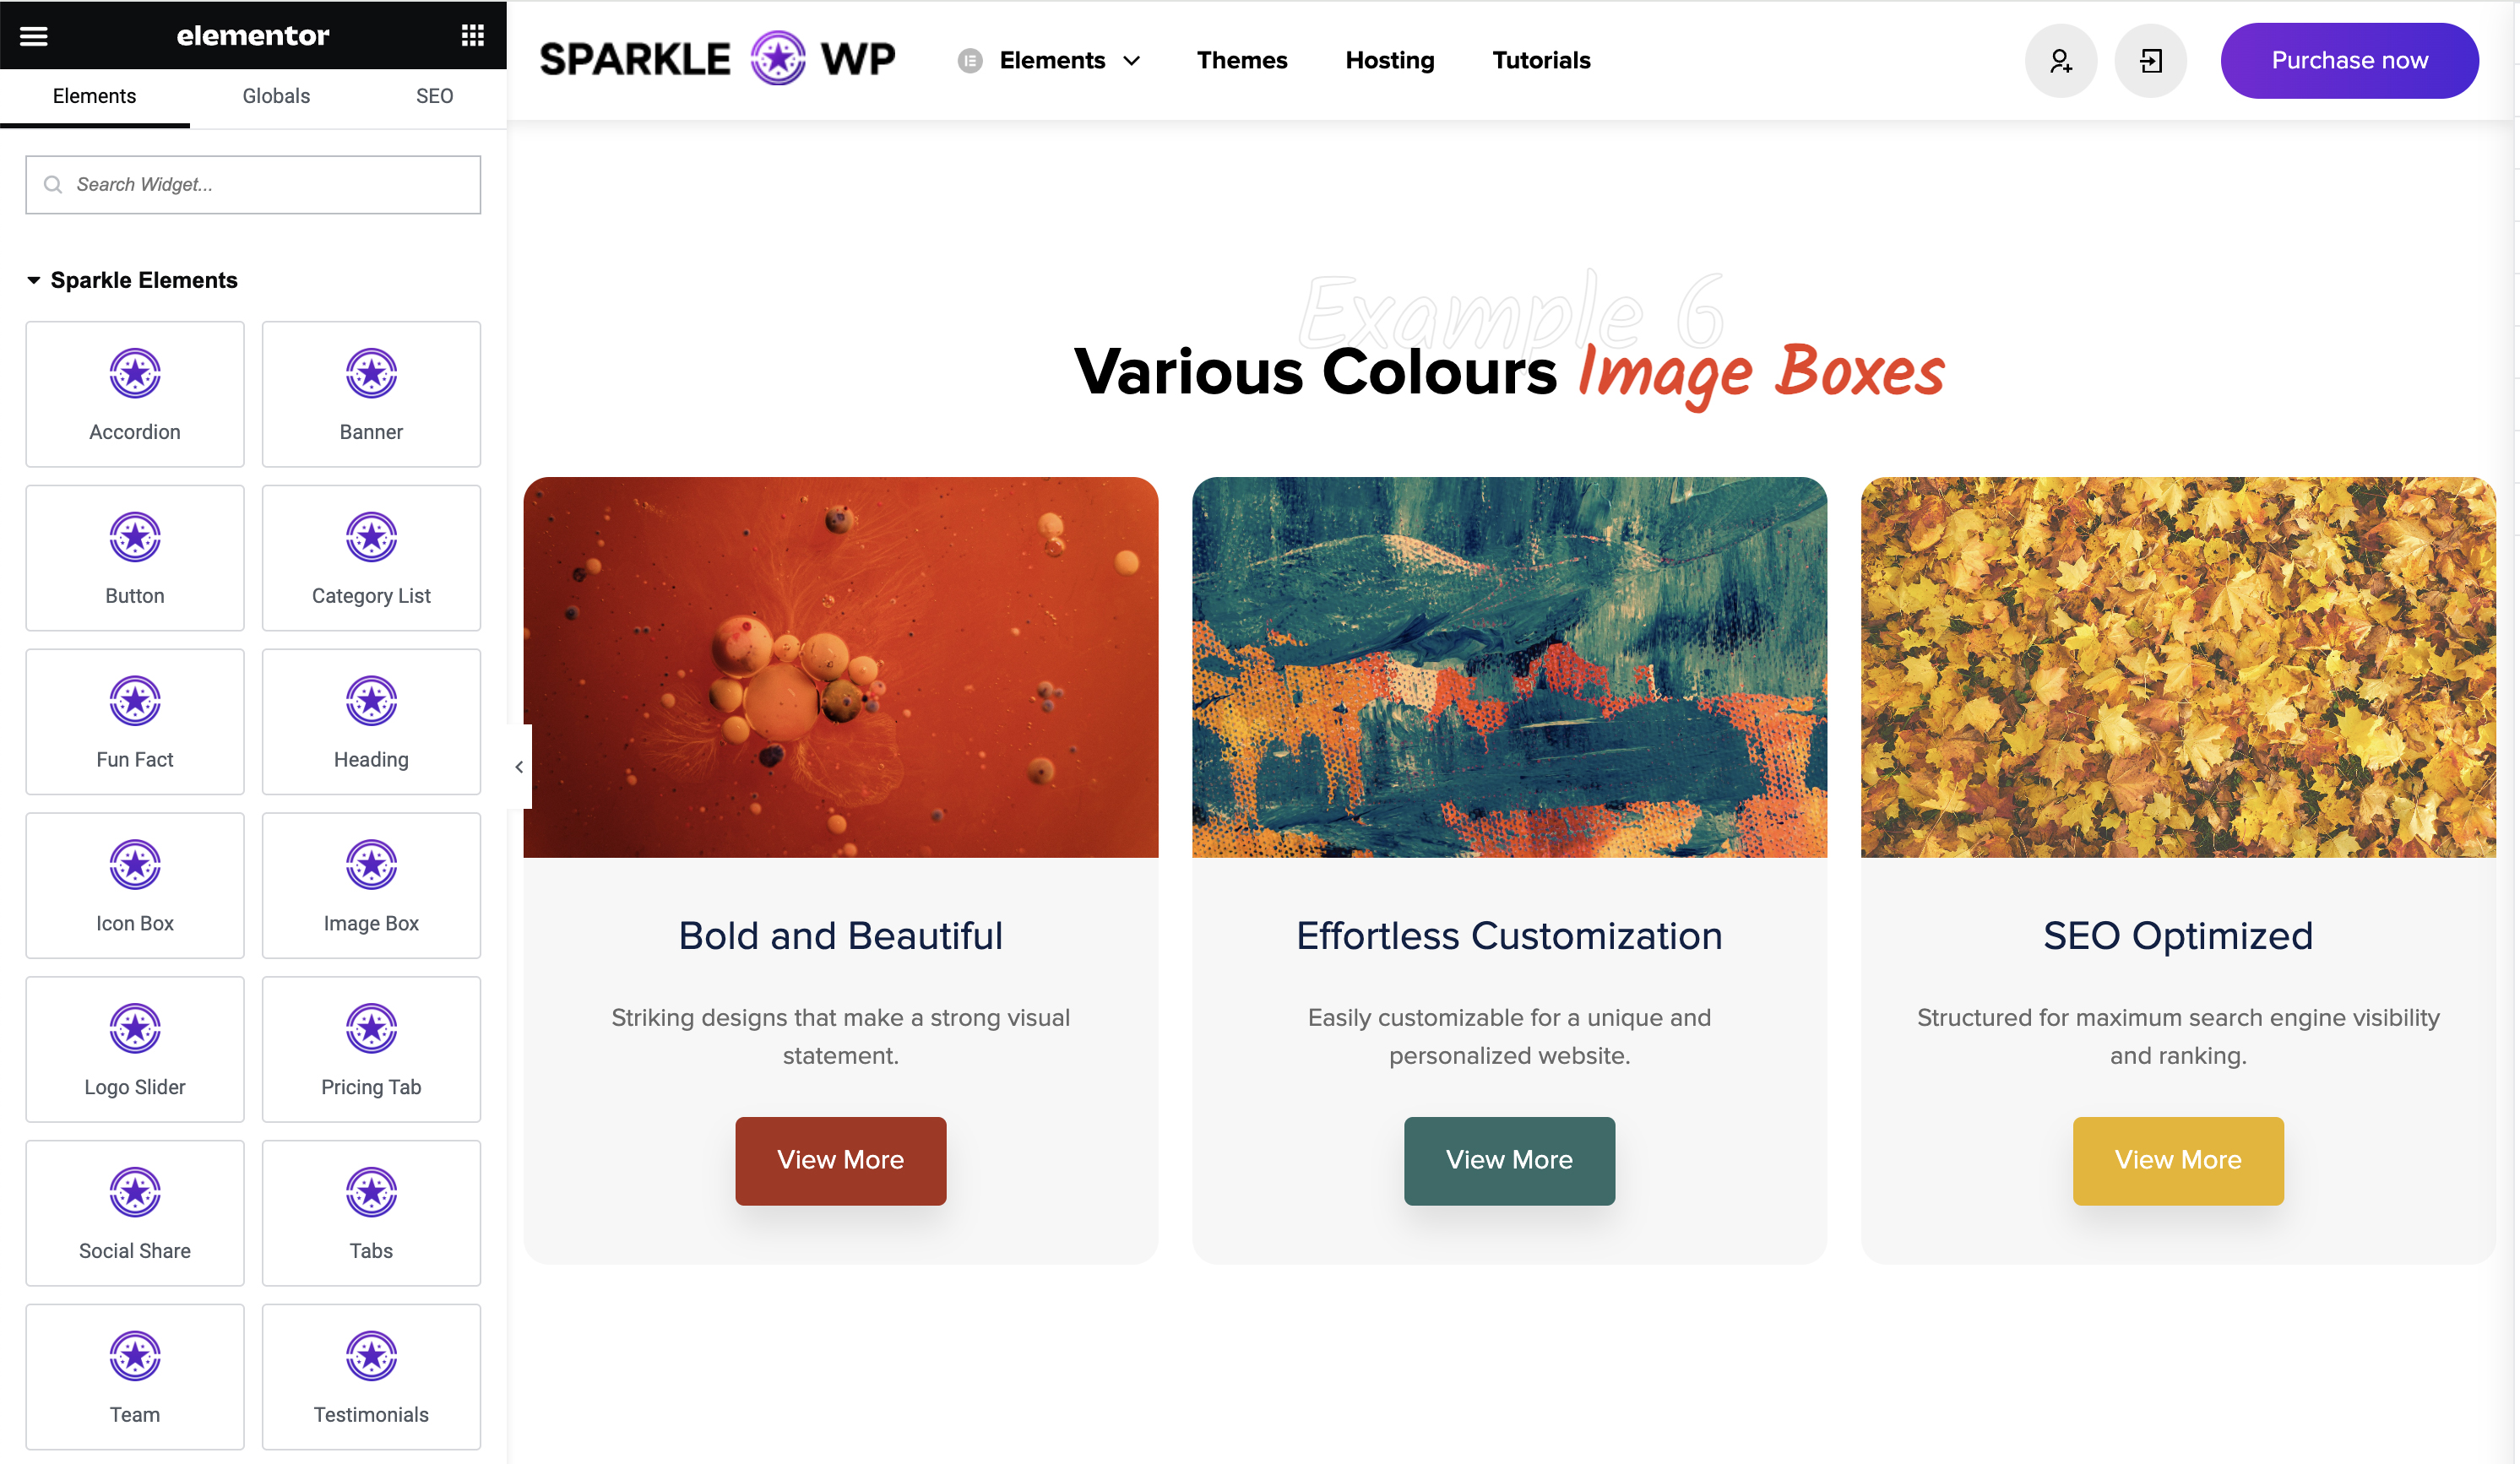 elementor
Elements Globals SEO
Search Widget...
Sparkle Elements
Accordion Banner
Button Category List
Fun Fact Heading
Icon Box Image Box
Logo Slider Pricing Tab
Social Share Tabs
Team Testimonials
SPARKLE WP Elements Themes Hosting Tutorials Purchase now
Example 6
Various Colours Image Boxes
Bold and Beautiful
Striking designs that make a strong visual
statement.
View More
Effortless Customization
Easily customizable for a unique and
personalized website.
View More
SEO Optimized
Structured for maximum search engine visibility
and ranking.
View More